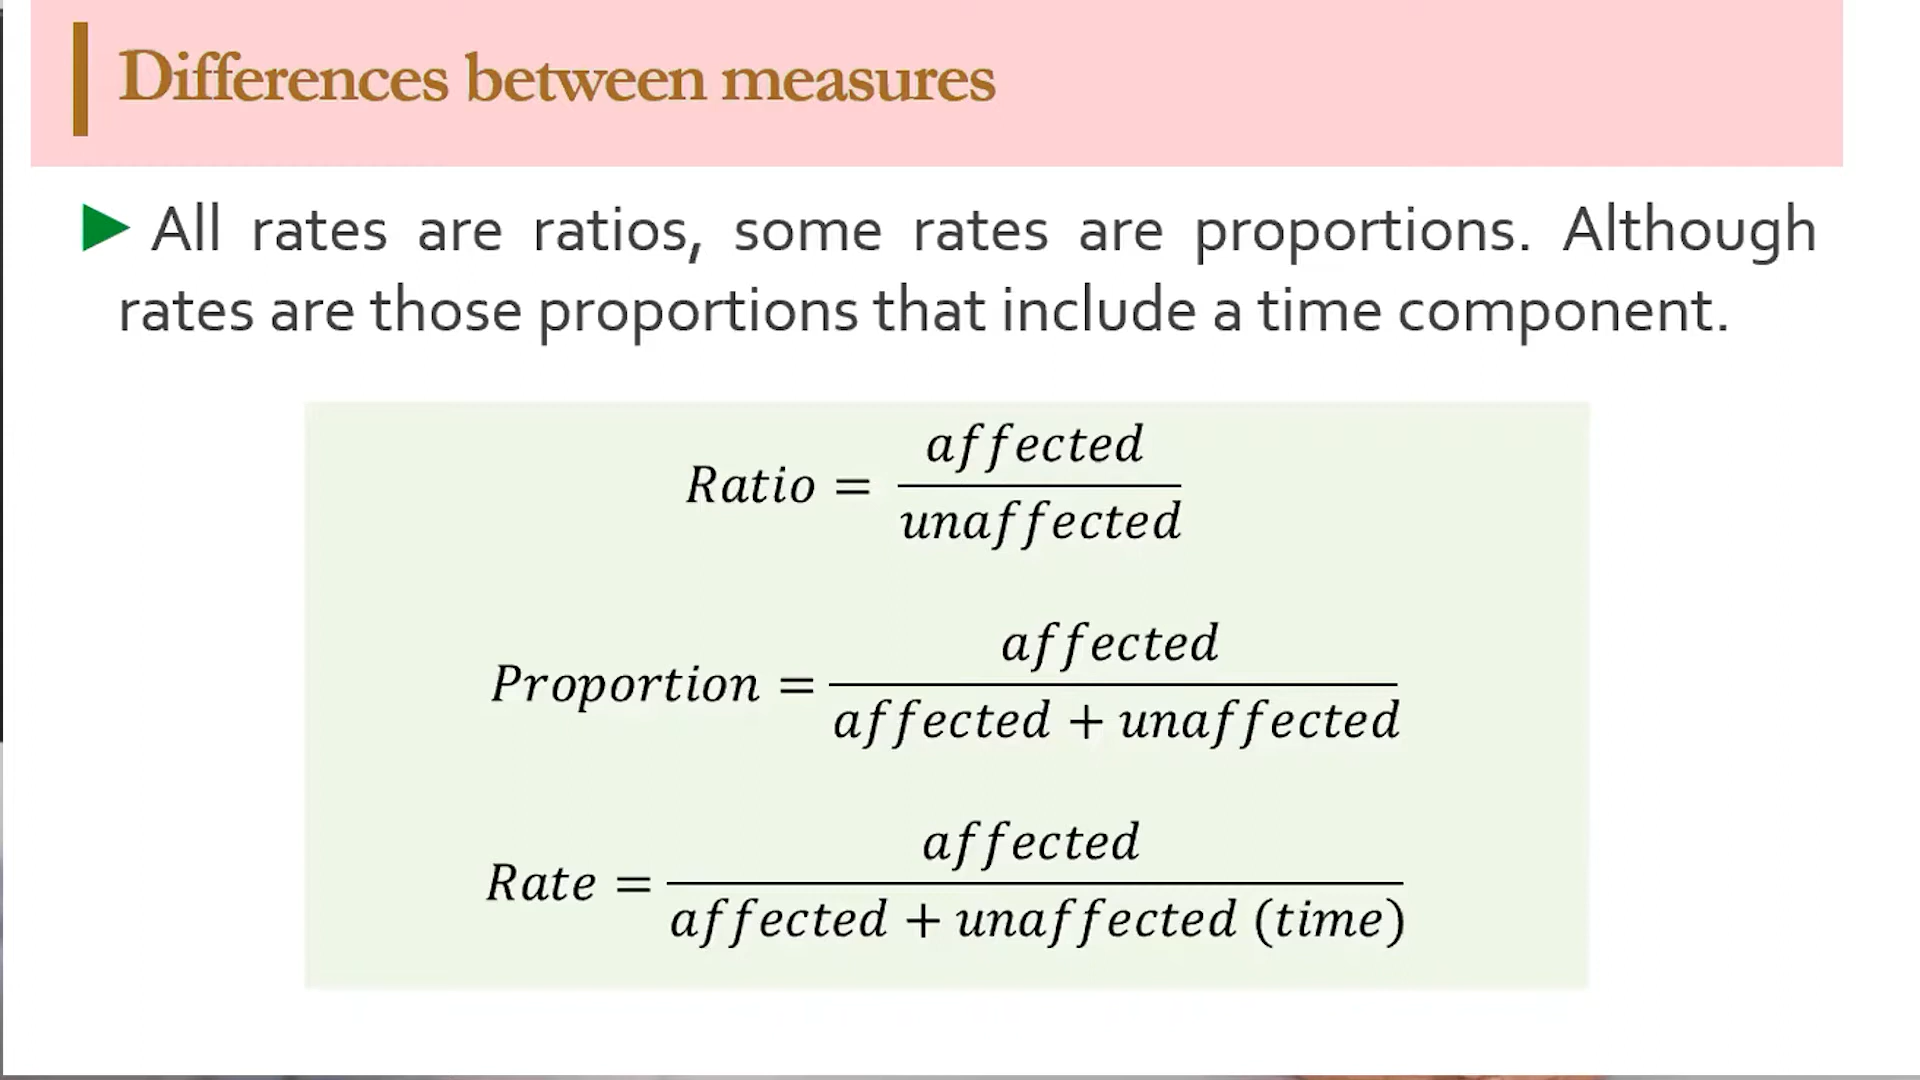 Differences between measures
All rates are ratios, some rates are proportions. Although
rates are those proportions that include a time component.
Ratio = affected / unaffected
Proportion = affected / affected + unaffected
Rate = affected / affected + unaffected (time)